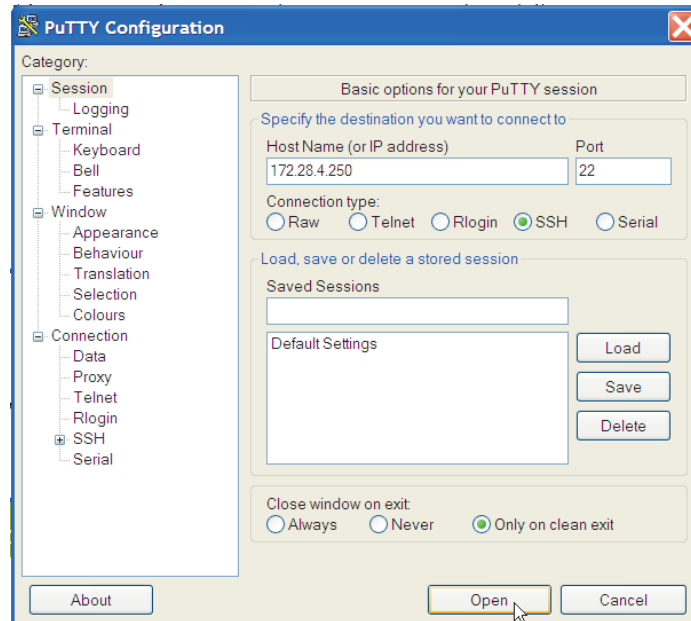 PuTTY Configuration
Category:
Session
Logging
Terminal
Keyboard
Bell
Features
Window
Appearance
Behaviour
Translation
Selection
Colours
Connection
Data
Proxy
Telnet
Rlogin
SSH
Serial
Basic options for your PuTTY session
Specify the destination you want to connect to
Host Name (or IP address) Port
172.28.4.250 22
Connection type:
Raw Telnet Rlogin SSH Serial
Load, save or delete a stored session
Saved Sessions
Default Settings
Load
Save
Delete
Close window on exit:
Always Never Only on clean exit
About Open Cancel